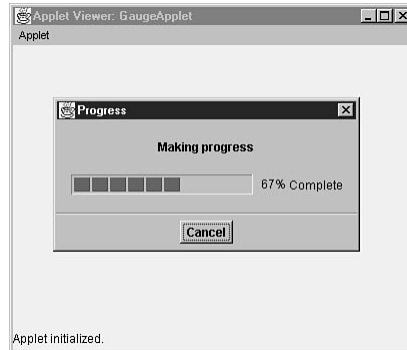 Applet Viewer: GaugeApplet
Applet
Progress
Making progress
67% Complete
Cancel
Applet initialized.